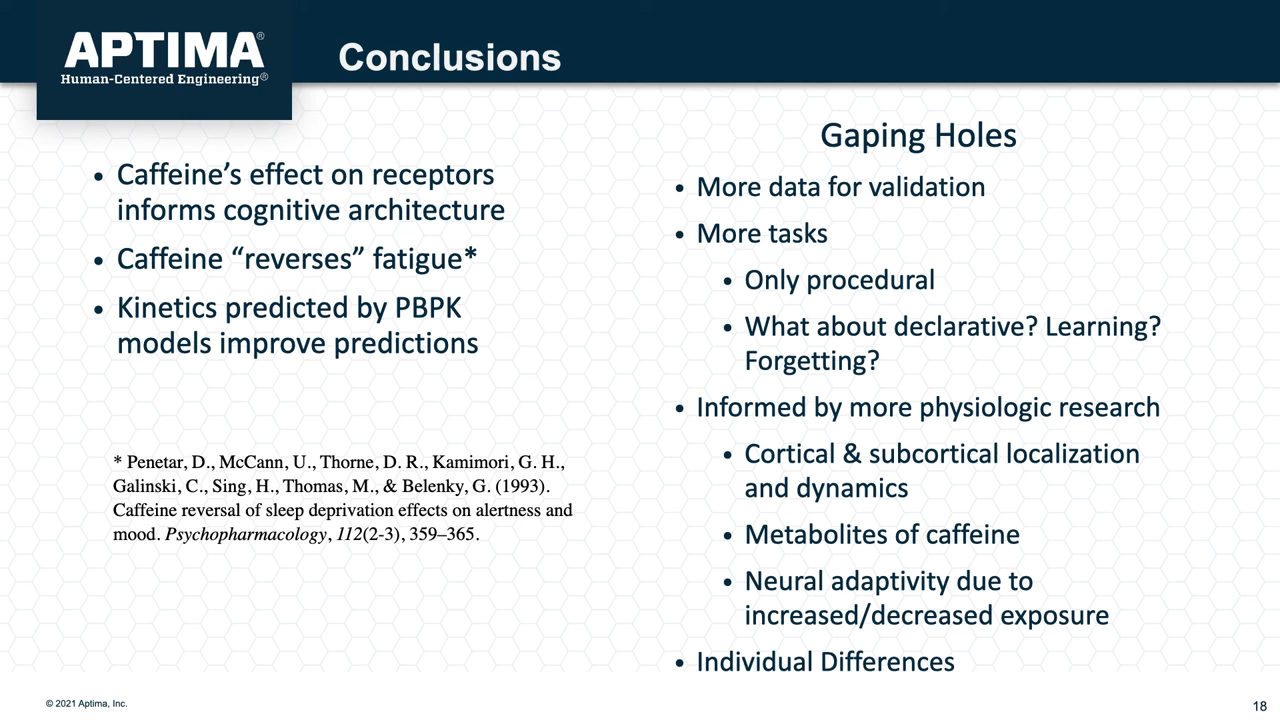 APTIMA®
Human-Centered Engineering®
Conclusions
• Caffeine’s effect on receptors
informs cognitive architecture
• Caffeine “reverses” fatigue*
• Kinetics predicted by PBPK
models improve predictions
* Penetar, D., McCann, U., Thorne, D. R., Kamimori, G. H.,
Galinski, C., Sing, H., Thomas, M., & Belenky, G. (1993).
Caffeine reversal of sleep deprivation effects on alertness and
mood. Psychopharmacology, 112(2-3), 359–365.
Gaping Holes
• More data for validation
• More tasks
• Only procedural
• What about declarative? Learning?
Forgetting?
• Informed by more physiologic research
• Cortical & subcortical localization
and dynamics
• Metabolites of caffeine
• Neural adaptivity due to
increased/decreased exposure
• Individual Differences
© 2021 Aptima, Inc.
18